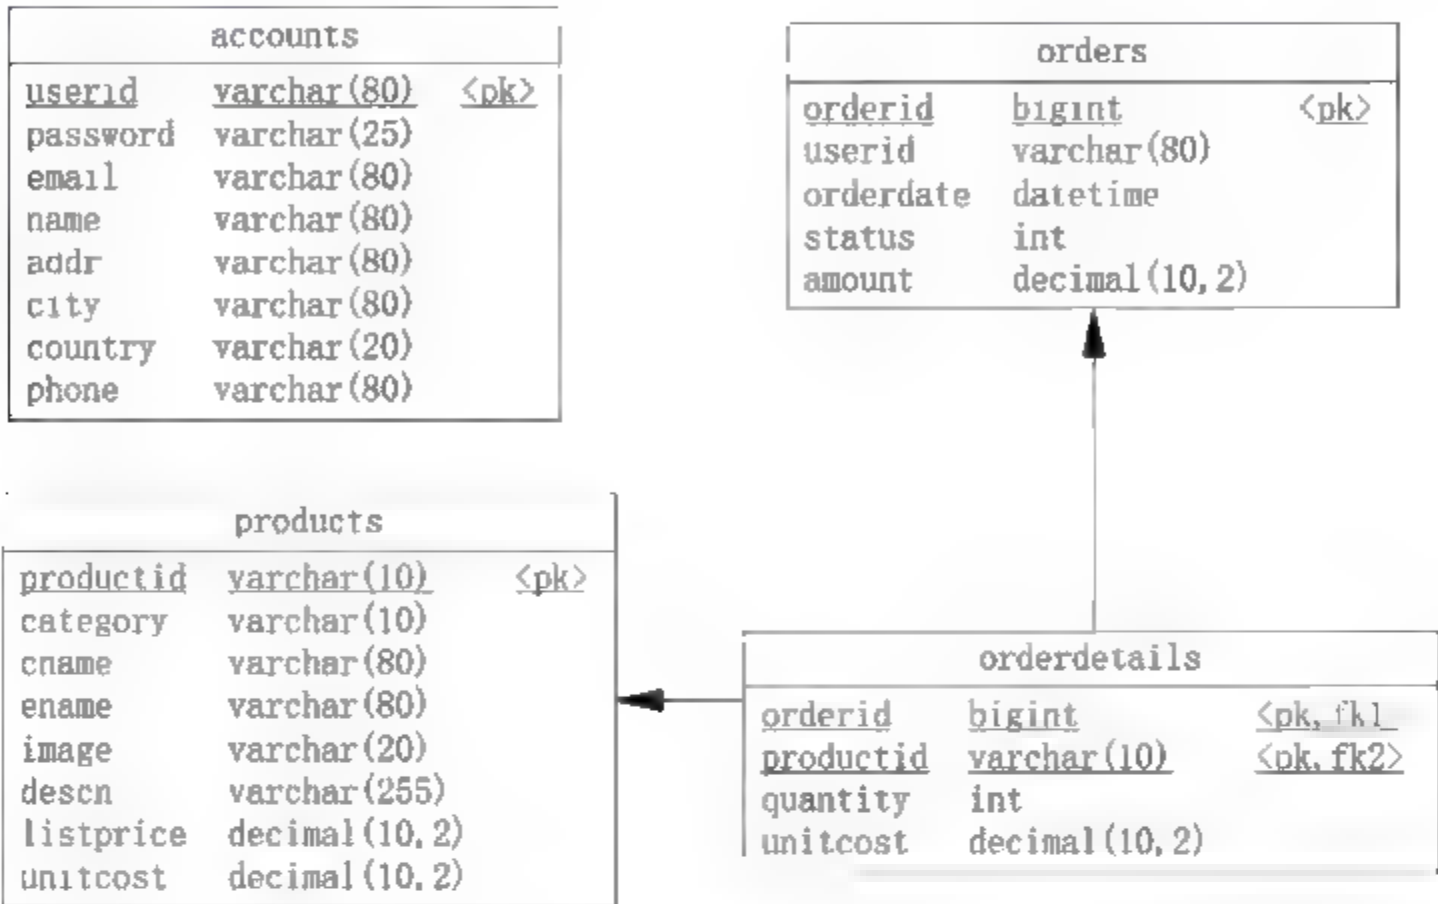 accounts
userid varchar(80) <pk>
password varchar(25)
email varchar(80)
name varchar(80)
addr varchar(80)
city varchar(80)
country varchar(20)
phone varchar(80)
orders
orderid bigint <pk>
userid varchar(80)
orderdate datetime
status int
amount decimal(10,2)
products
productid varchar(10) <pk>
category varchar(10)
cname varchar(80)
ename varchar(80)
image varchar(20)
descn varchar(255)
listprice decimal(10,2)
unitcost decimal(10,2)
orderdetails
orderid bigint <pk,fk1
productid varchar(10) <pk,fk2>
quantity int
unitcost decimal(10,2)